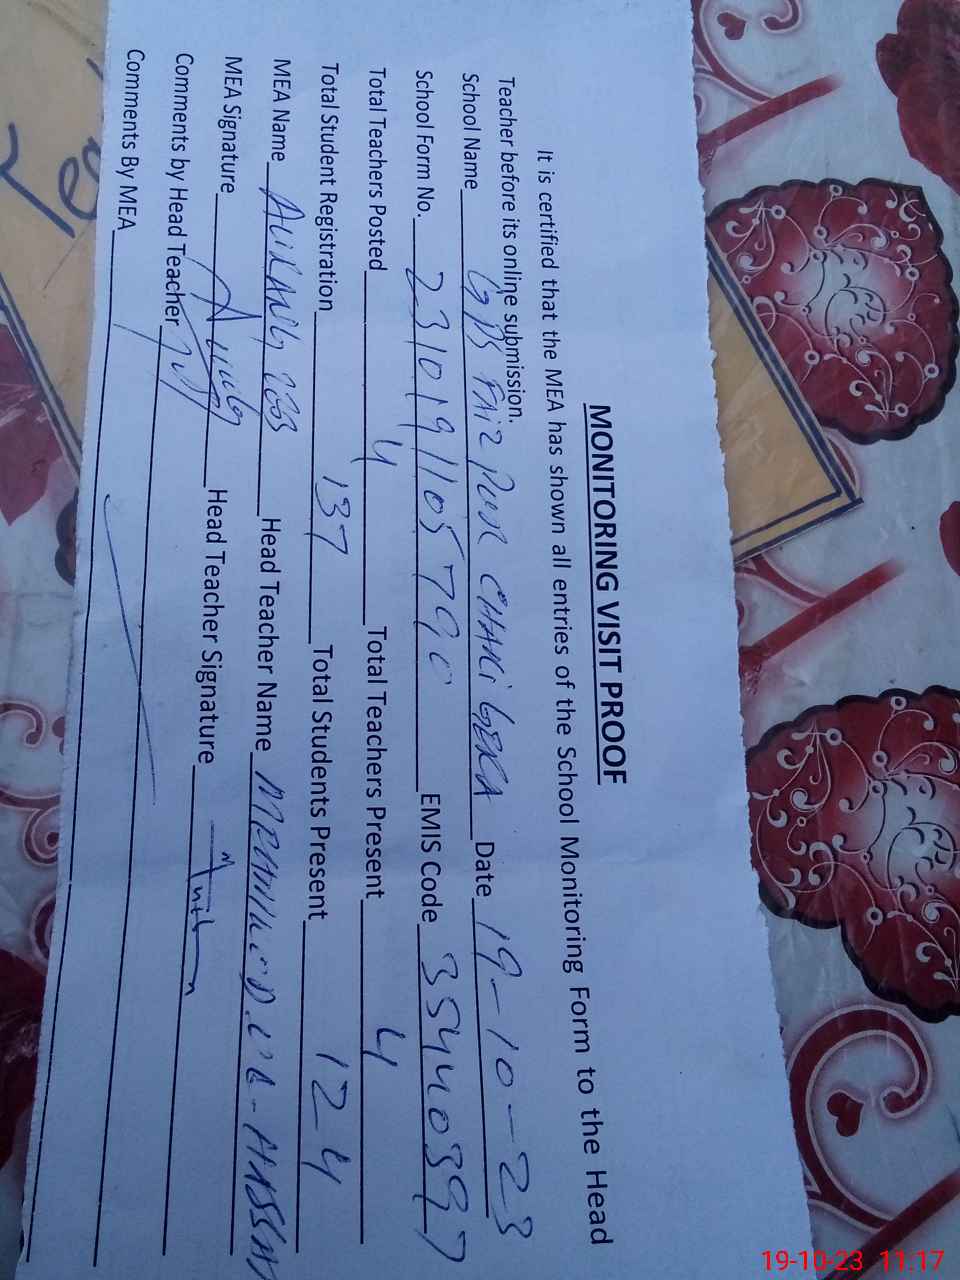 MONITORING VISIT PROOF
It is certified that the MEA has shown all entries of the School Monitoring Form to the Head
Teacher before its online submission.
School Name GPS FAIZ PUR CHAKi GERA Date 19-10-23
School Form No. 2310191105790 EMIS Code 35410397
Total Teachers Posted 4 Total Teachers Present 4
Total Student Registration 137 Total Students Present 124
MEA Name Head Teacher Name HASSAN
MEA Signature Head Teacher Signature
Comments by Head Teacher
Comments By MEA
19-10-23 11:17